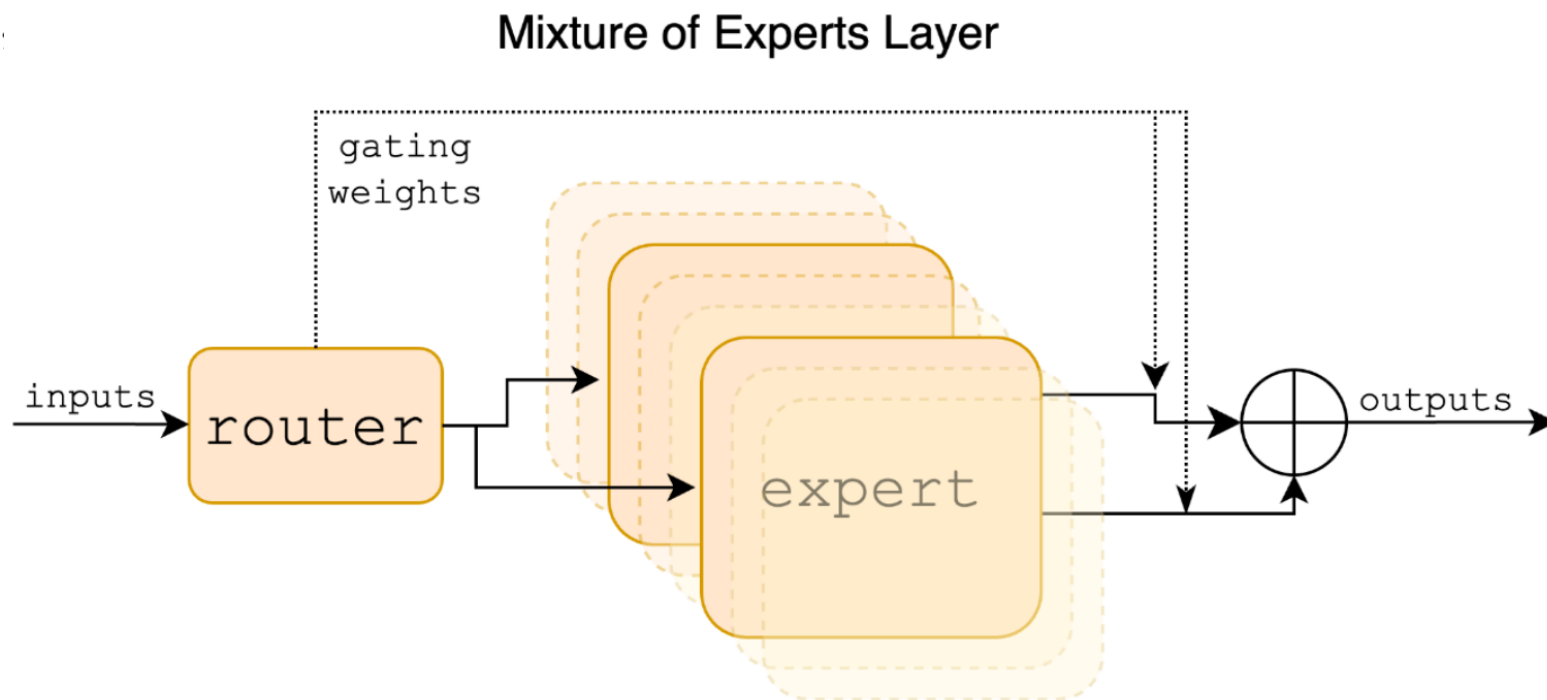 Mixture of Experts Layer
gating
weights
inputs
router
expert
outputs